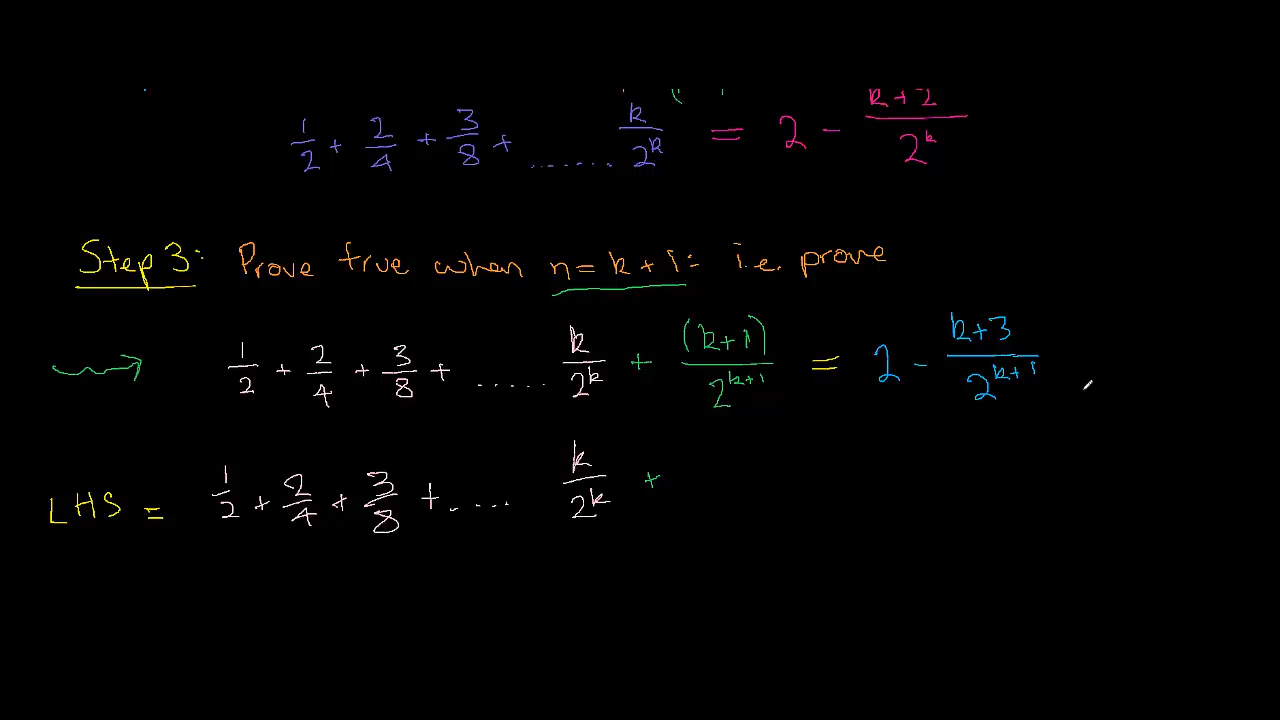 1/2 + 2/4 + 3/8 + ........ k/2^k = 2 - (k+2)/2^k
Step 3: Prove true when n=k+1: i.e. prove
1/2 + 2/4 + 3/8 + ...... k/2^k + (k+1)/2^(k+1) = 2 - (k+3)/2^(k+1)
LHS = 1/2 + 2/4 + 3/8 + ..... k/2^k +